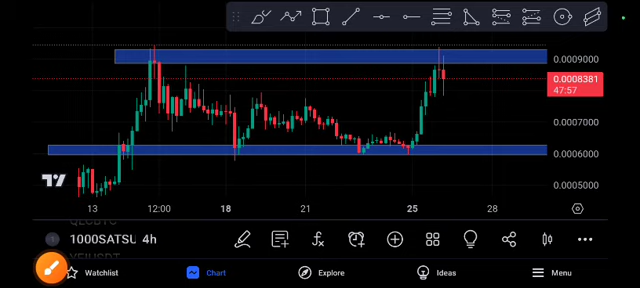 0.0009000
0.0008381
47:57
0.0007000
0.0006000
0.0005000
13 12:00 18 21 25 28
1000SATSU 4h
Watchlist Chart Explore Ideas Menu